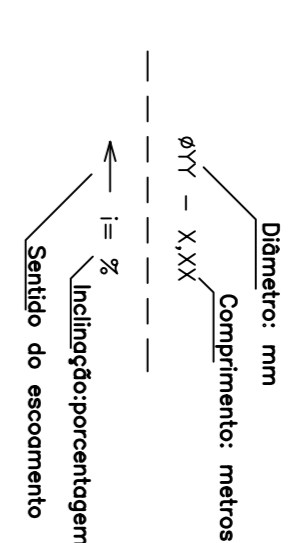 Diâmetro: mm
Comprimento: metros
øYY - X,XX
i= %
Inclinação:porcentagem
Sentido do escoamento